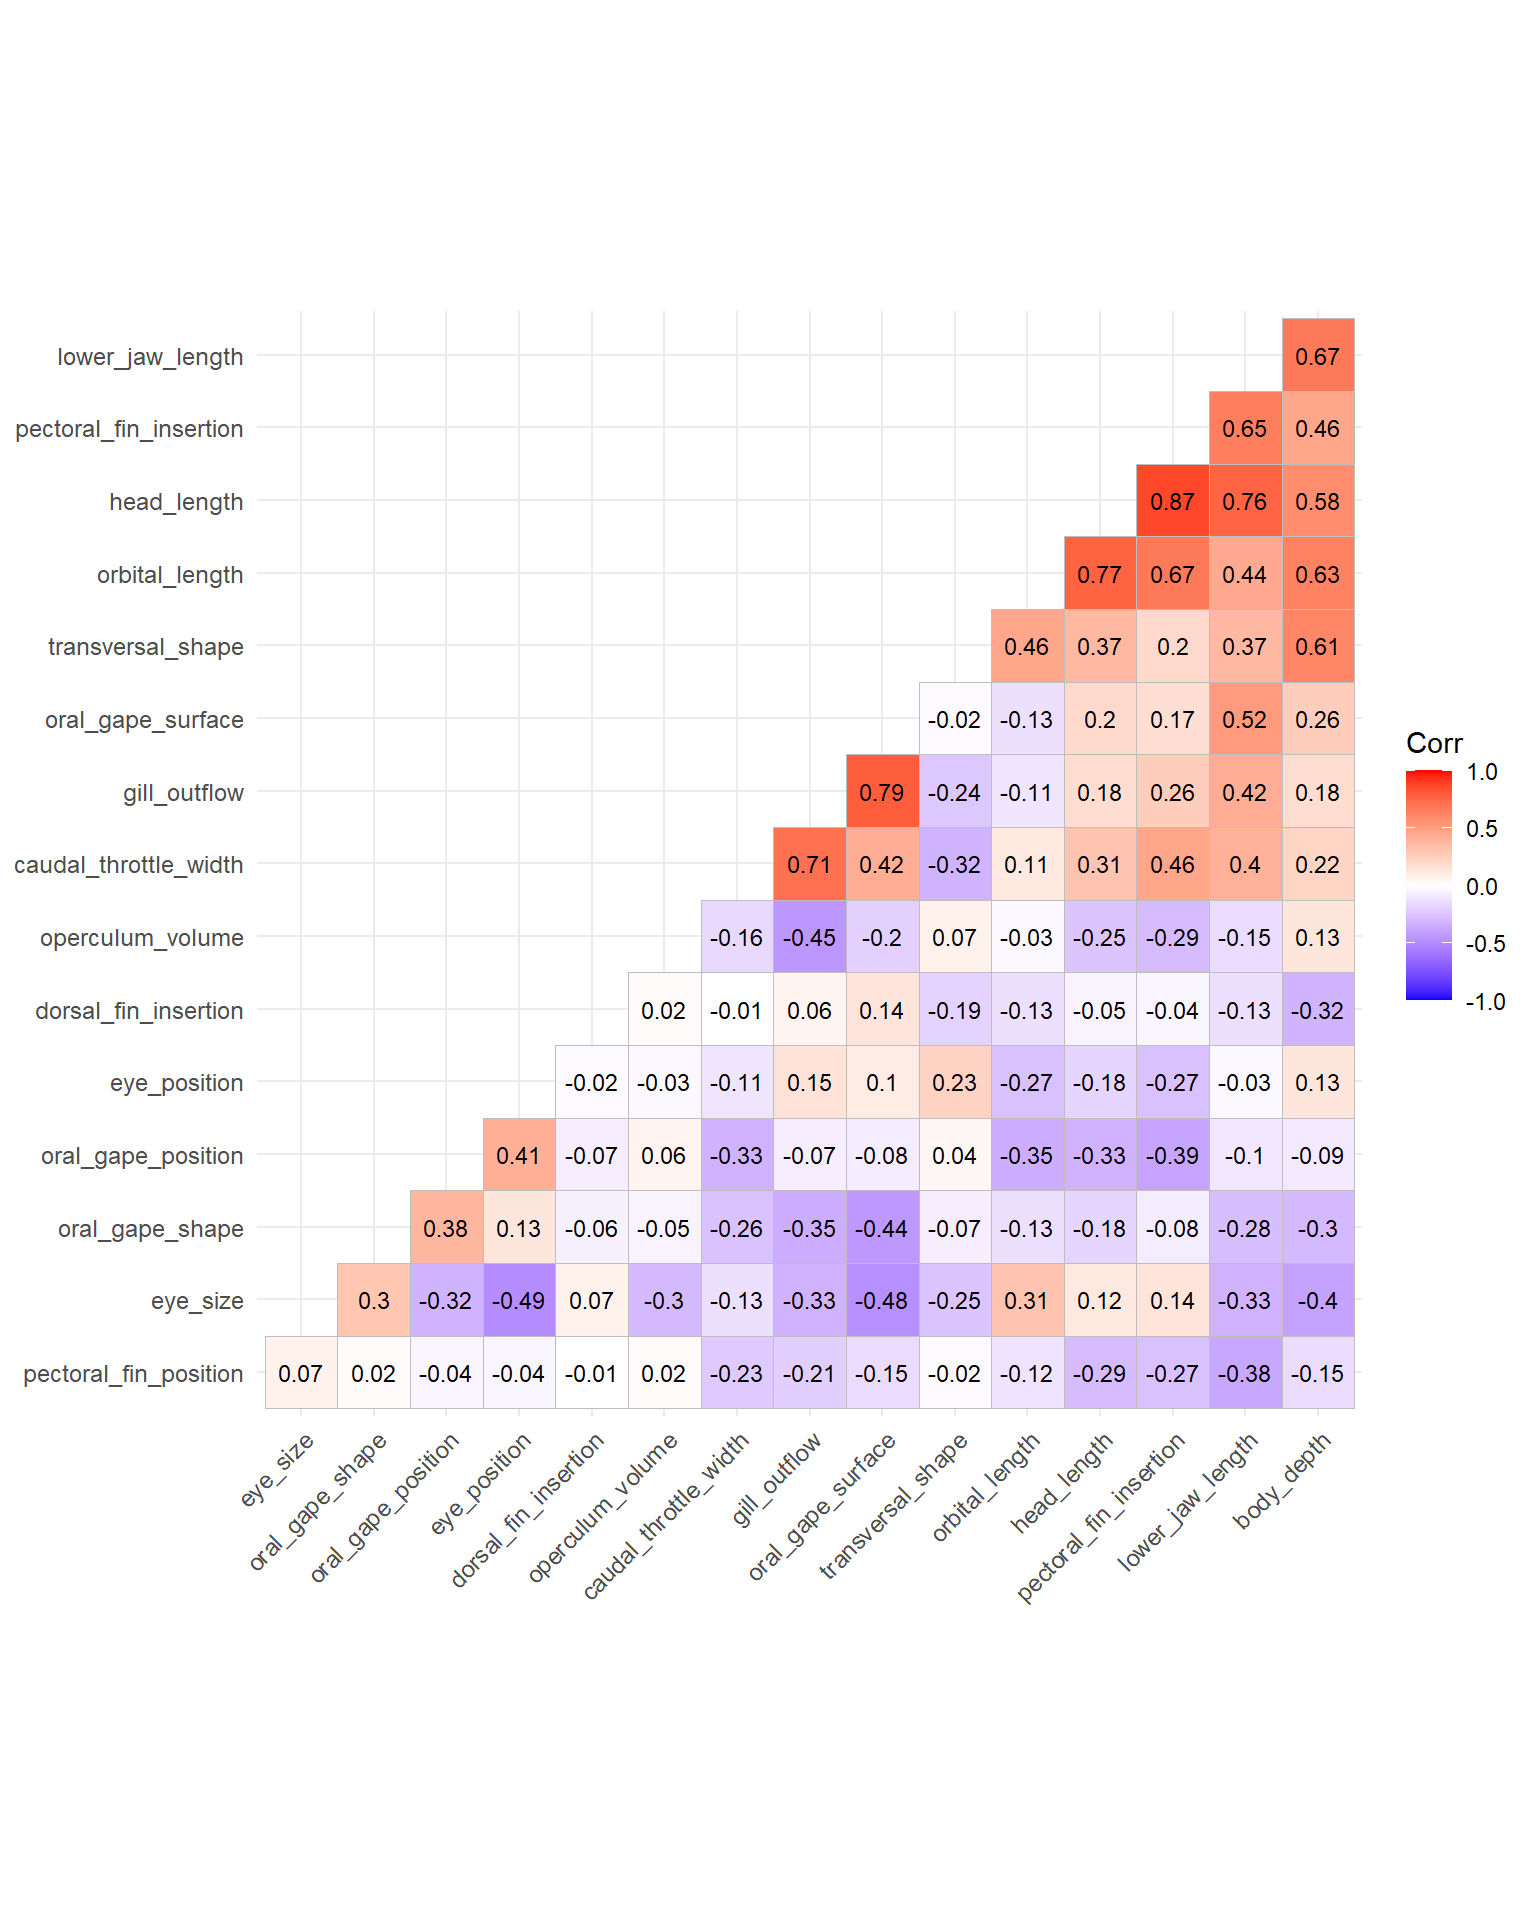 lower_jaw_length 0.67
pectoral_fin_insertion 0.65 0.46
head_length 0.87 0.76 0.58
orbital_length 0.77 0.67 0.44 0.63
transversal_shape 0.46 0.37 0.2 0.37 0.61
oral_gape_surface -0.02 -0.13 0.2 0.17 0.52 0.26
gill_outflow 0.79 -0.24 -0.11 0.18 0.26 0.42 0.18
caudal_throttle_width 0.71 0.42 -0.32 0.11 0.31 0.46 0.4 0.22
operculum_volume -0.16 -0.45 -0.2 0.07 -0.03 -0.25 -0.29 -0.15 0.13
dorsal_fin_insertion 0.02 -0.01 0.06 0.14 -0.19 -0.13 -0.05 -0.04 -0.13 -0.32
eye_position -0.02 -0.03 -0.11 0.15 0.1 0.23 -0.27 -0.18 -0.27 -0.03 0.13
oral_gape_position 0.41 -0.07 0.06 -0.33 -0.07 -0.08 0.04 -0.35 -0.33 -0.39 -0.1 -0.09
oral_gape_shape 0.38 0.13 -0.06 -0.05 -0.26 -0.35 -0.44 -0.07 -0.13 -0.18 -0.08 -0.28 -0.3
eye_size 0.3 -0.32 -0.49 0.07 -0.3 -0.13 -0.33 -0.48 -0.25 0.31 0.12 0.14 -0.33 -0.4
pectoral_fin_position 0.07 0.02 -0.04 -0.04 -0.01 0.02 -0.23 -0.21 -0.15 -0.02 -0.12 -0.29 -0.27 -0.38 -0.15
eye_size
oral_gape_shape
oral_gape_position
eye_position
dorsal_fin_insertion
operculum_volume
caudal_throttle_width
gill_outflow
oral_gape_surface
transversal_shape
orbital_length
head_length
pectoral_fin_insertion
lower_jaw_length
body_depth
Corr
1.0
0.5
0.0
-0.5
-1.0